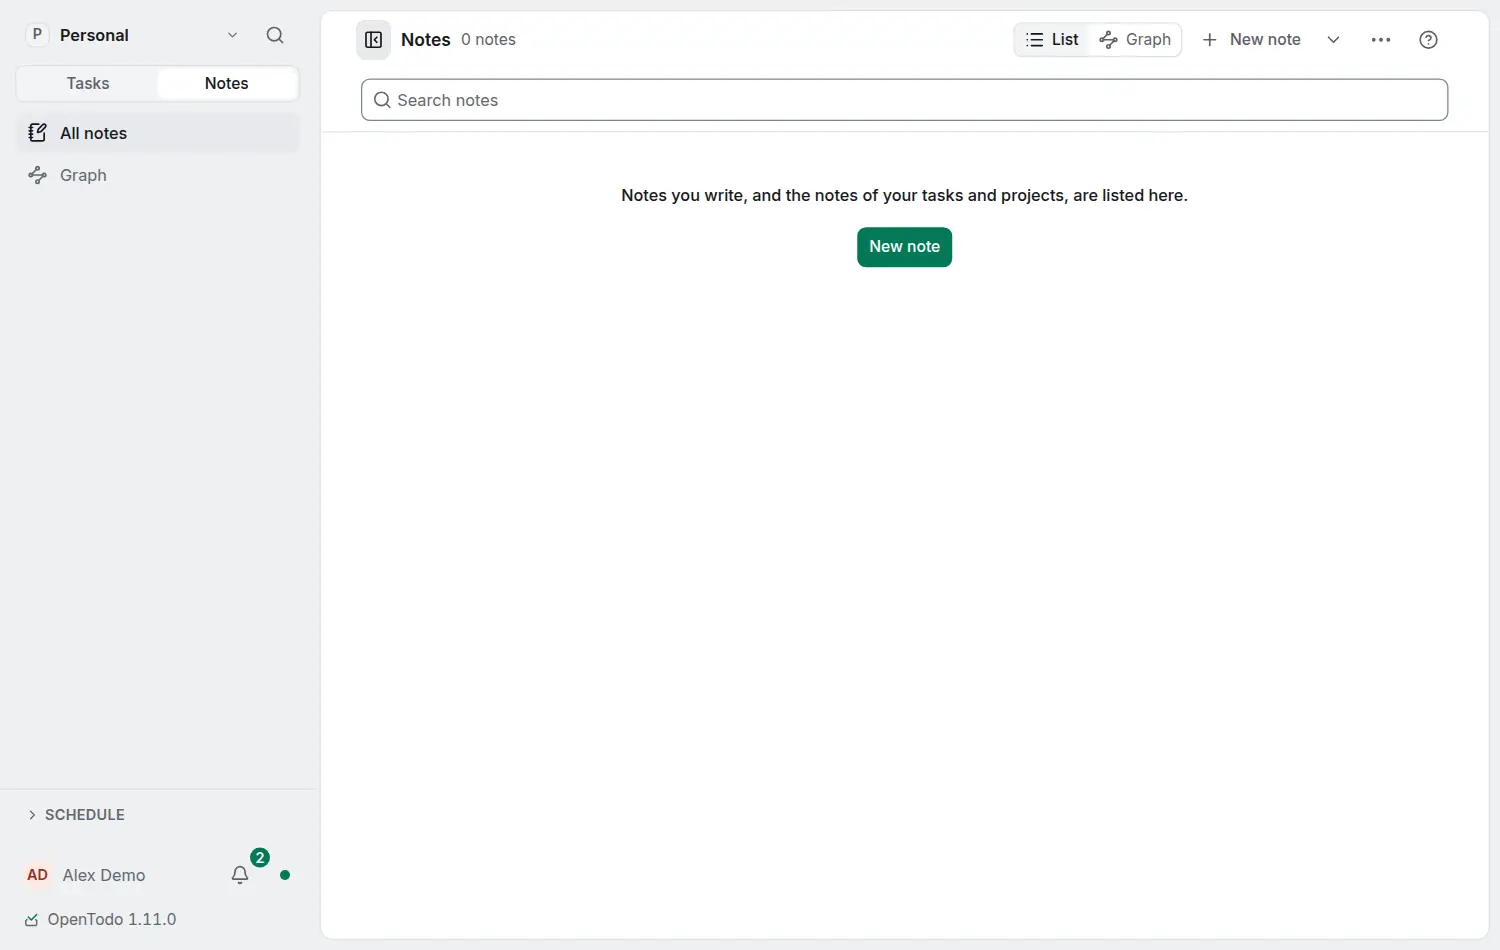 P Personal
Tasks Notes
All notes
Graph
SCHEDULE
AD Alex Demo 2
OpenTodo 1.11.0
Notes 0 notes List Graph New note
Search notes
Notes you write, and the notes of your tasks and projects, are listed here.
New note